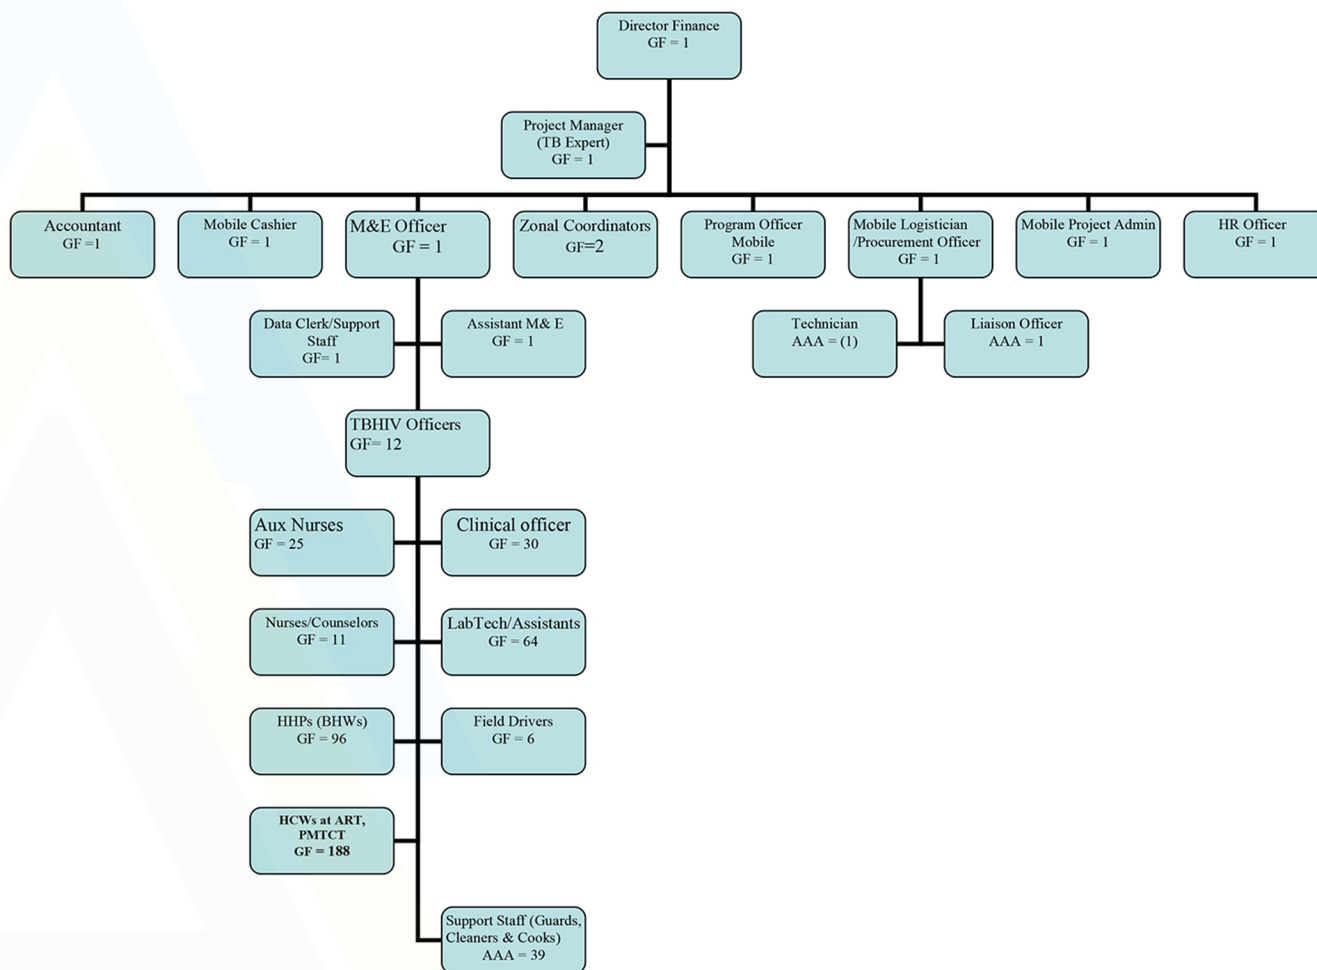 Director Finance
GF = 1
Project Manager
(TB Expert)
GF = 1
Accountant
GF =1
Mobile Cashier
GF = 1
M&E Officer
GF = 1
Zonal Coordinators
GF=2
Program Officer
Mobile
GF = 1
Mobile Logistician
/Procurement Officer
GF = 1
Mobile Project Admin
GF = 1
HR Officer
GF = 1
Data Clerk/Support
Staff
GF= 1
Assistant M& E
GF = 1
Technician
AAA = (1)
Liaison Officer
AAA = 1
TBHIV Officers
GF= 12
Aux Nurses
GF = 25
Clinical officer
GF = 30
Nurses/Counselors
GF = 11
LabTech/Assistants
GF = 64
HHPs (BHWs)
GF = 96
Field Drivers
GF = 6
HCWs at ART,
PMTCT
GF = 188
Support Staff (Guards,
Cleaners & Cooks)
AAA = 39